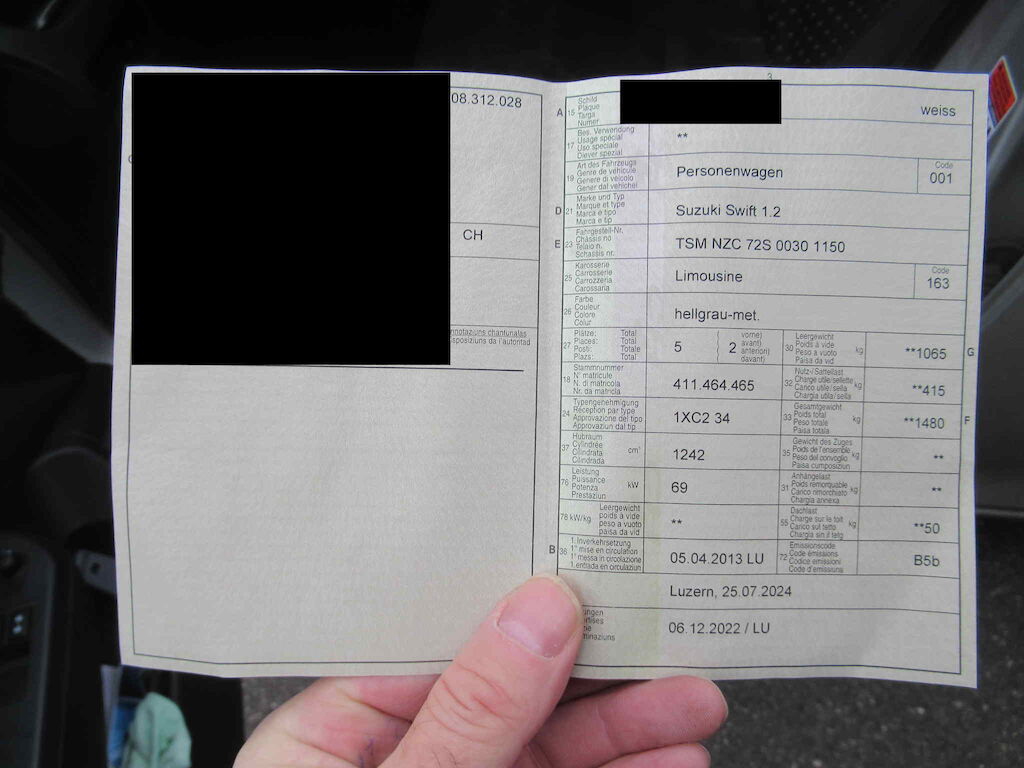 08.312.028
CH
nnotaziuns chantunalas
sposiziuns da l'autoritad
3
A 15 Schild
Plaque
Targa
Numer
weiss
17 Bes. Verwendung
Usage spécial
Uso speciale
Diever spezial
**
19 Art des Fahrzeugs
Genre de véhicule
Genere di veicolo
Gener dal vehichel
Personenwagen
Code
001
D 21 Marke und Typ
Marque et type
Marca e tipo
Marca e tip
Suzuki Swift 1.2
E 23 Fahrgestell-Nr.
Châssis no
Telaio n.
Schassis nr.
TSM NZC 72S 0030 1150
25 Karosserie
Carrosserie
Carrozzeria
Carossaria
Limousine
Code
163
26 Farbe
Couleur
Colore
Colur
hellgrau-met.
27 Plätze: Total
Places: Total
Posti: Totale
Plazs: Total
5
( 2 vorne)
avant)
anteriori)
davant)
30 Leergewicht
Poids à vide
Peso a vuoto
Paisa da vid
kg
**1065
G
18 Stammnummer
N° matricule
N. di matricola
Nr. da matricla
411.464.465
32 Nutz-/Sattellast
Charge utile/sellette
Carico utile/sella
Chargia utila/sella
kg
**415
24 Typengenehmigung
Réception par type
Approvazione del tipo
Approvaziun dal tip
1XC2 34
33 Gesamtgewicht
Poids total
Peso totale
Paisa totala
kg
**1480
F
37 Hubraum
Cylindrée
Cilindrata
Cilindrada
cm³
1242
35 Gewicht des Zuges
Poids de l'ensemble
Peso del convoglio
Paisa cumposiziun
kg
**
76 Leistung
Puissance
Potenza
Prestaziun
kW
69
31 Anhängelast
Poids remorquable
Carico rimorchiato
Chargia annexa
kg
**
78 kW/kg Leergewicht
poids à vide
peso a vuoto
paisa da vid
**
55 Dachlast
Charge sur le toit
Carico sul tetto
Chargia sin il tetg
kg
**50
B 36 1. Inverkehrsetzung
1re mise en circulation
1a messa in circolazione
1. entrada en circulaziun
05.04.2013 LU
72 Emissionscode
Code émissions
Codice emissioni
Code d'emissiuns
B5b
Luzern, 25.07.2024
ungen
ertises
ie
minaziuns
06.12.2022 / LU